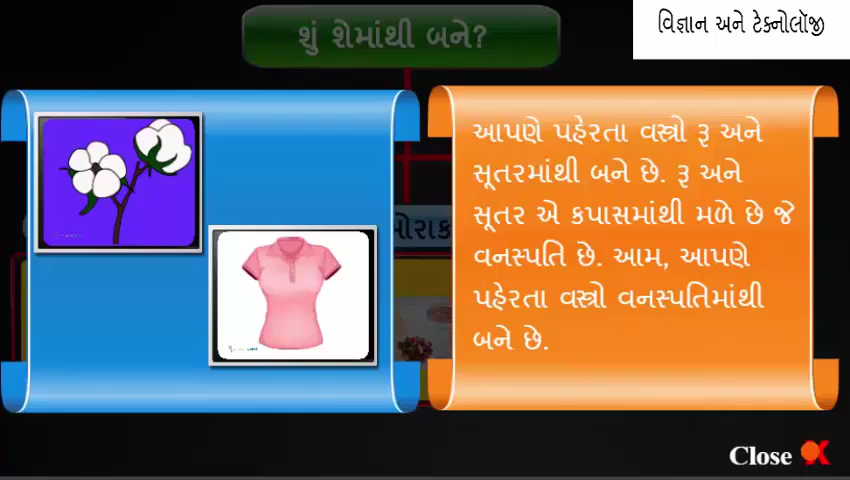 વિજ્ઞાન અને ટેક્નોલૉજી
શું શેમાંથી બને?
આપણે પહેરતા વસ્ત્રો રૂ અને
સૂતરમાંથી બને છે. રૂ અને
સૂતર એ કપાસમાંથી મળે છે જે
વનસ્પતિ છે. આમ, આપણે
પહેરતા વસ્ત્રો વનસ્પતિમાંથી
બને છે.
Close